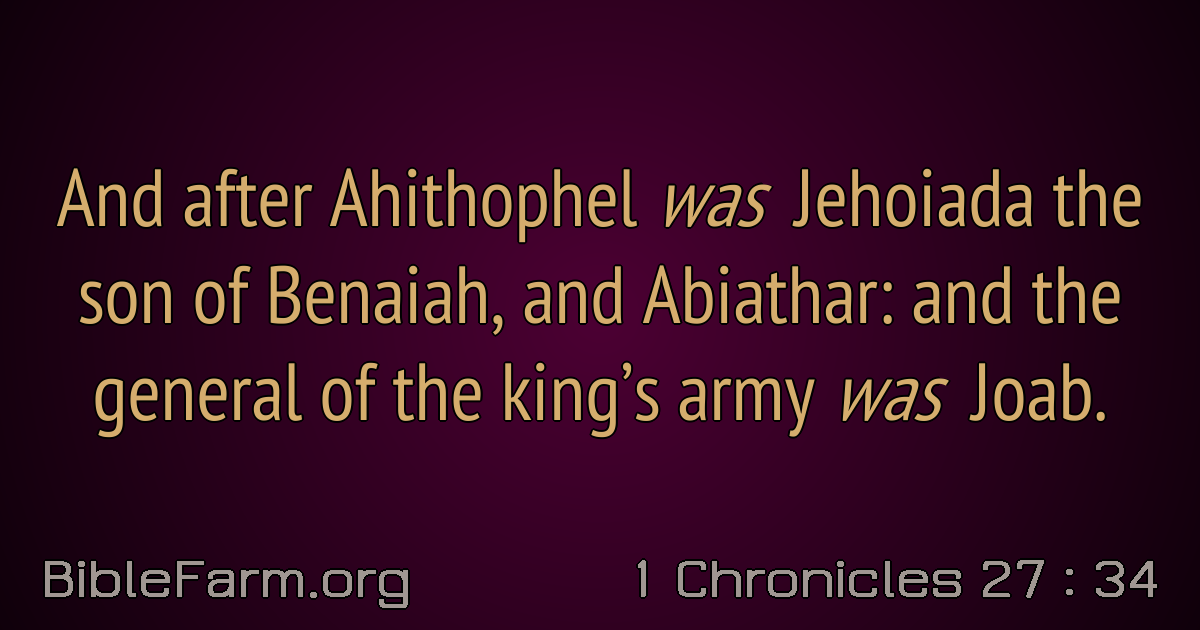 And after Ahithophel was Jehoiada the
son of Benaiah, and Abiathar: and the
general of the king’s army was Joab.
BibleFarm.org
1 Chronicles 27 : 34